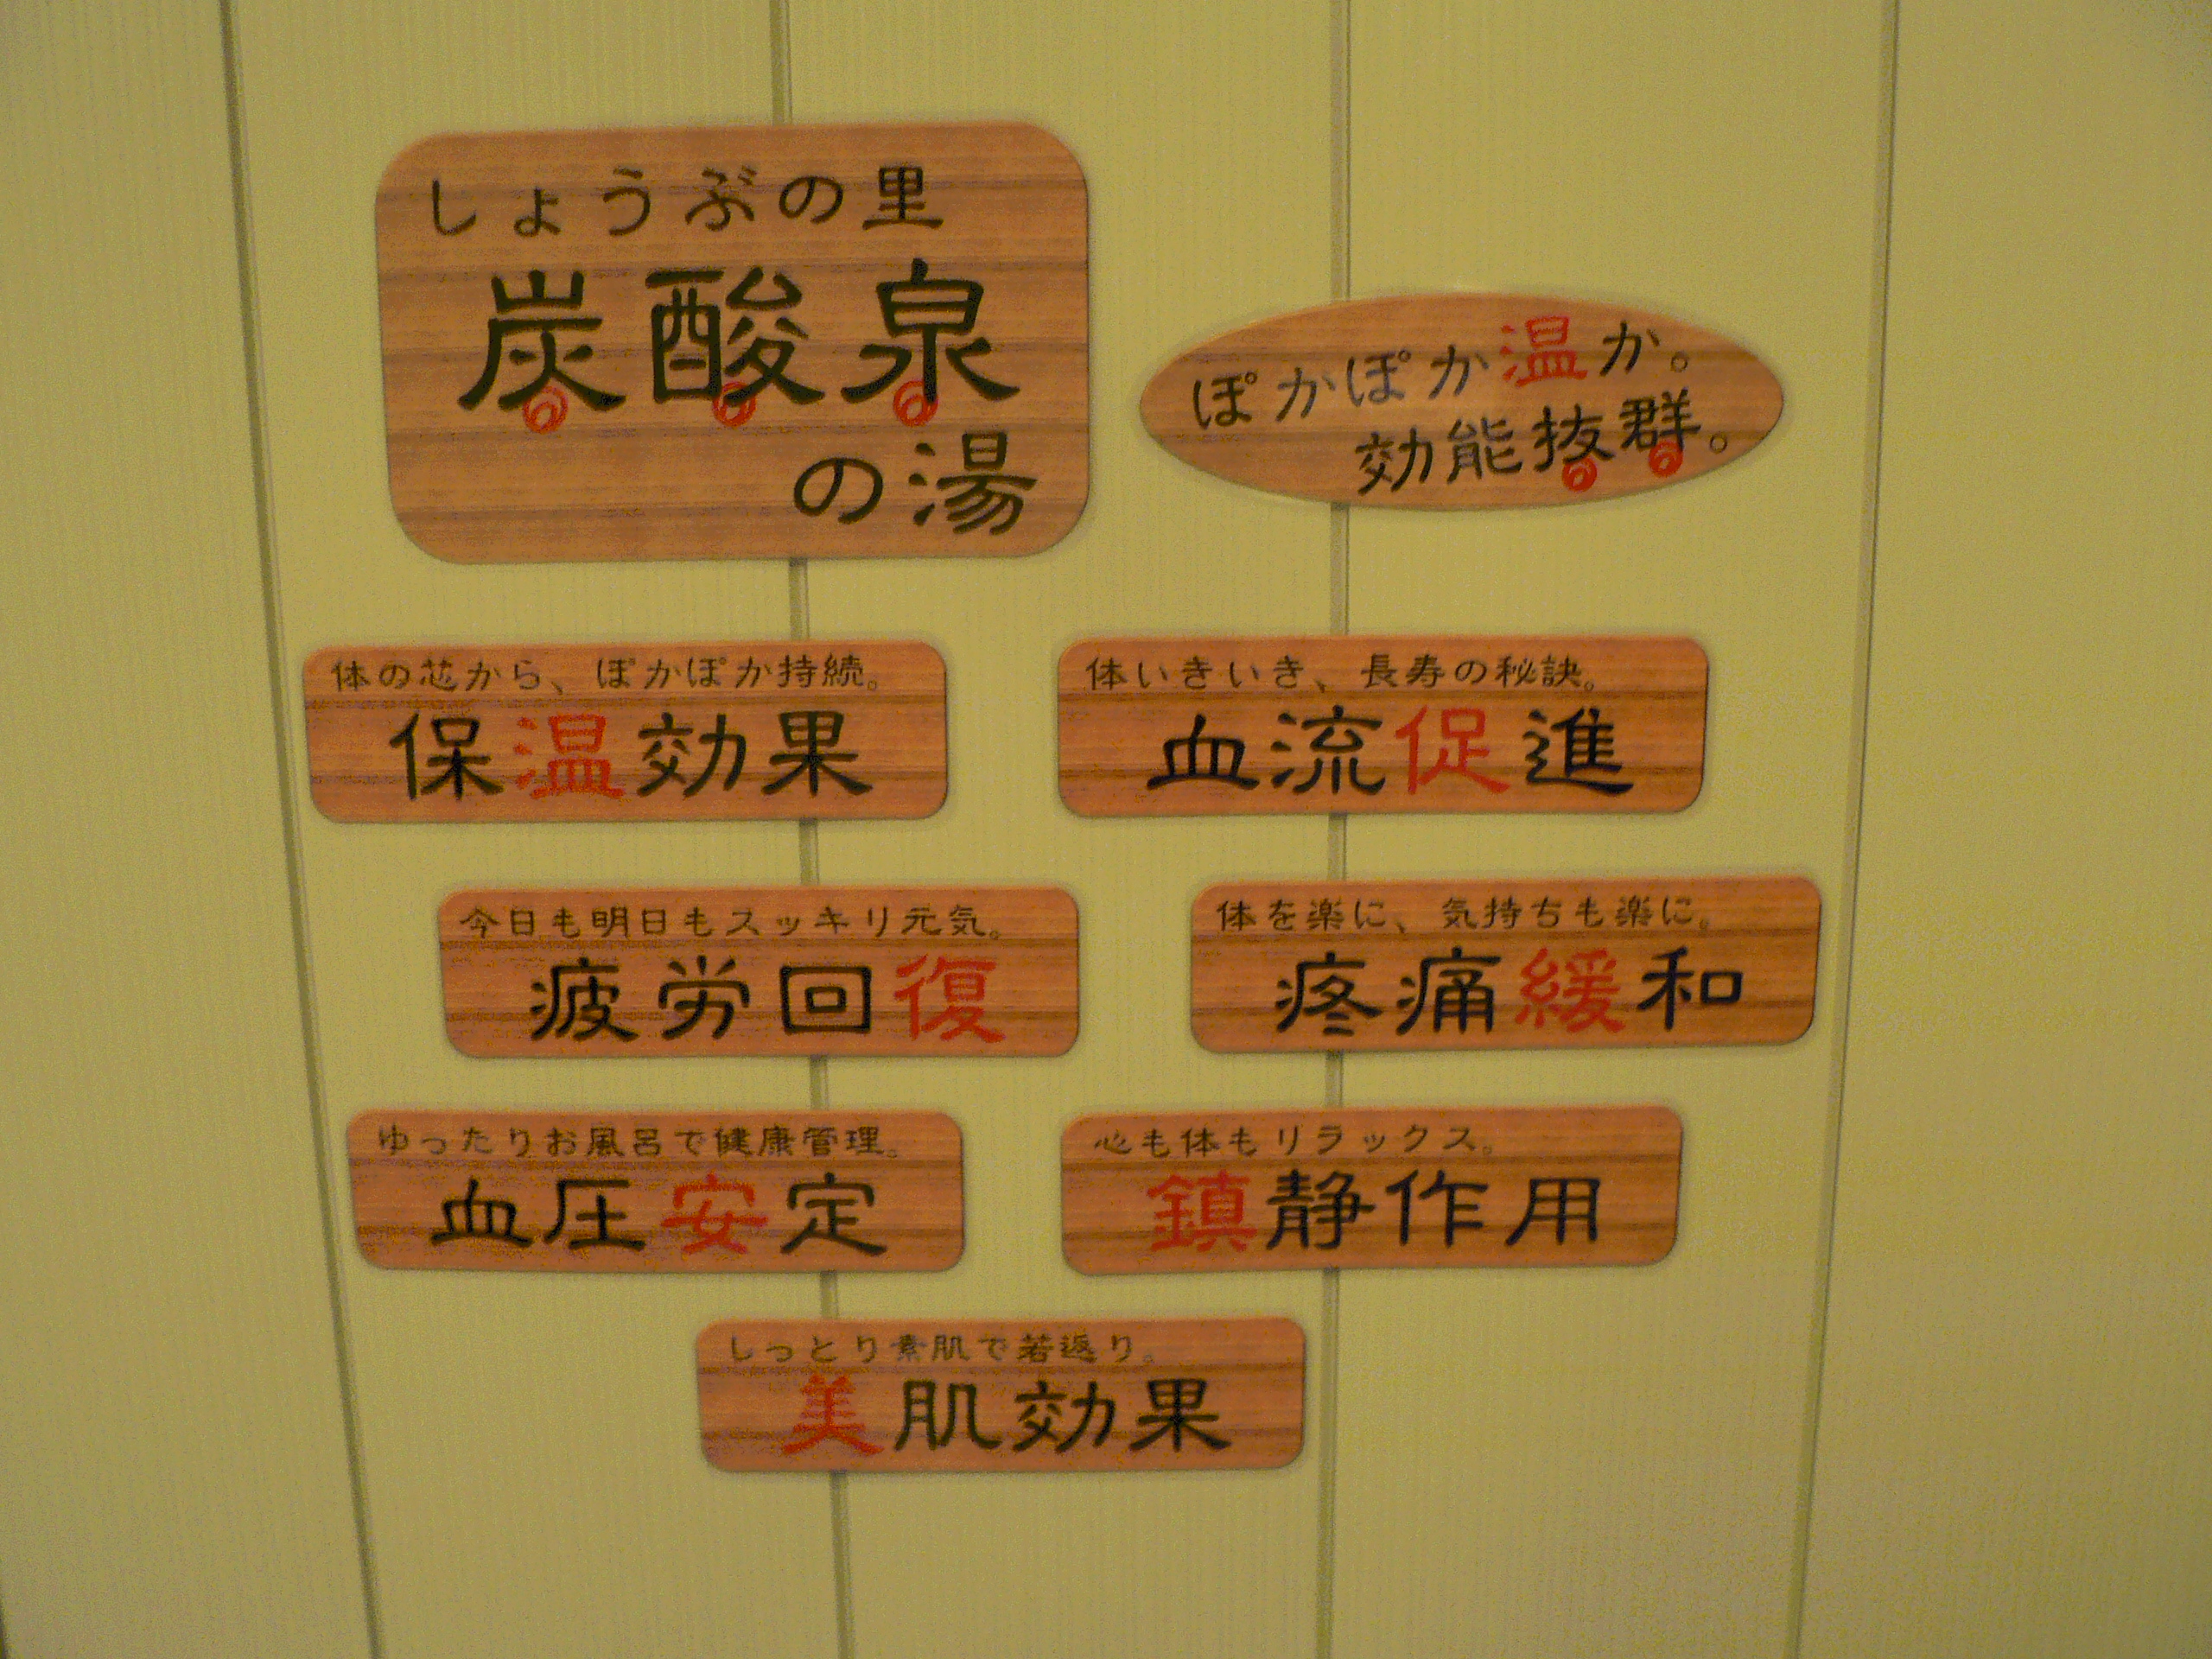 しょうぶの里
炭酸泉
の湯
ぽかぽか温か。
効能抜群。
体の芯から、ぽかぽか持続。
保温効果
体いきいき、長寿の秘訣。
血流促進
今日も明日もスッキリ元気。
疲労回復
体を楽に、気持ちも楽に。
疼痛緩和
ゆったりお風呂で健康管理。
血圧安定
心も体もリラックス。
鎮静作用
しっとり素肌で若返り。
美肌効果